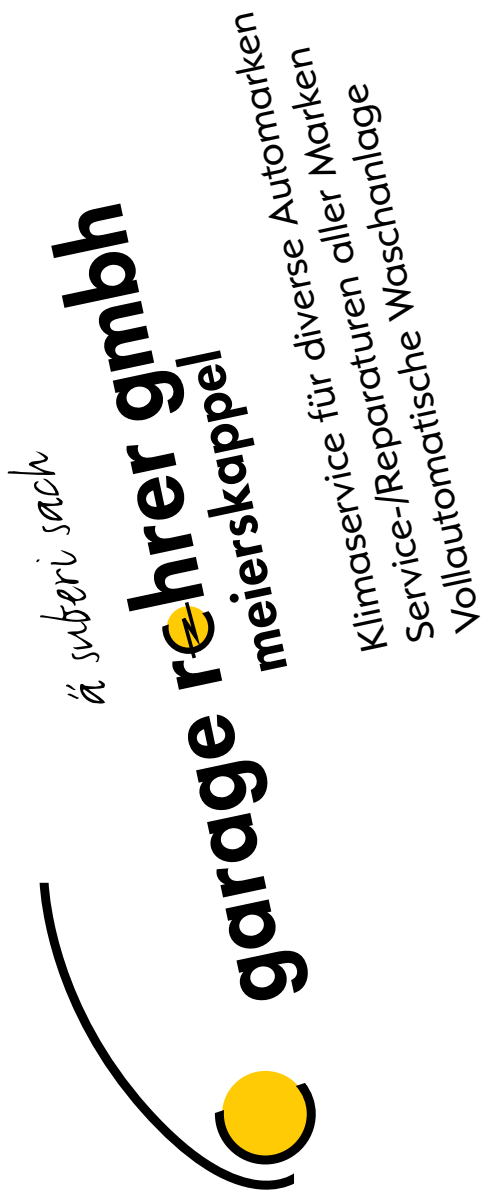 ä suberi sach
garage rohrer gmbh
meierskappel
Klimaservice für diverse Automarken
Service-/Reparaturen aller Marken
Vollautomatische Waschanlage